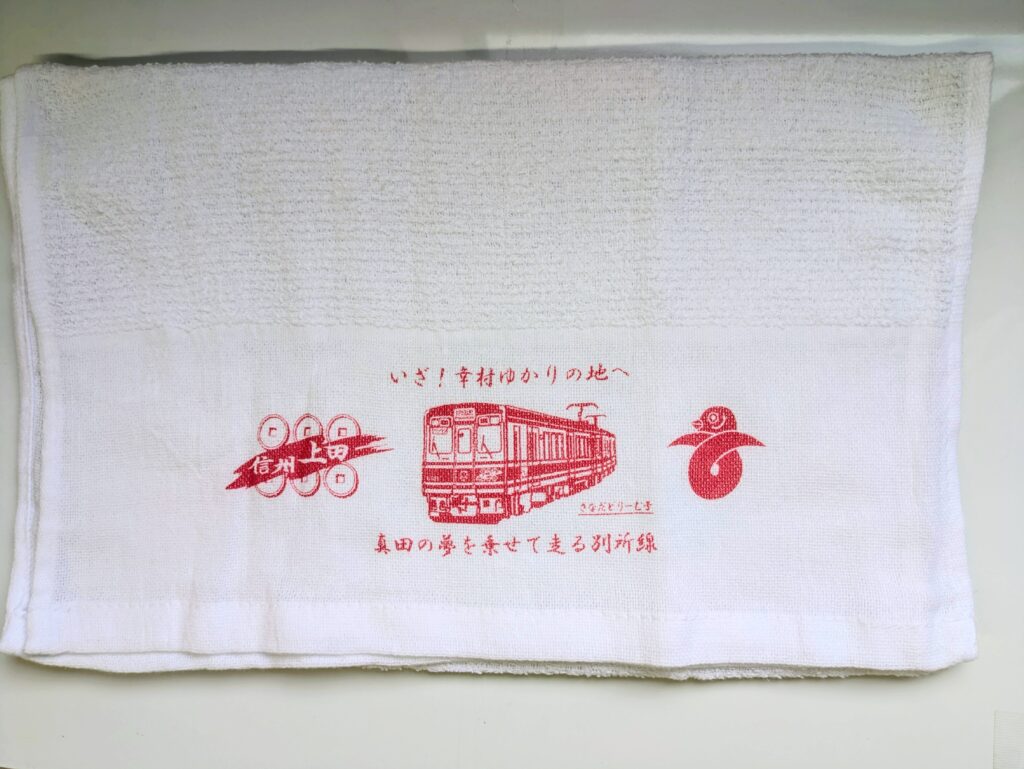 いざ！幸村ゆかりの地へ
信州上田
さなだどりーむ号
真田の夢を乗せて走る別所線